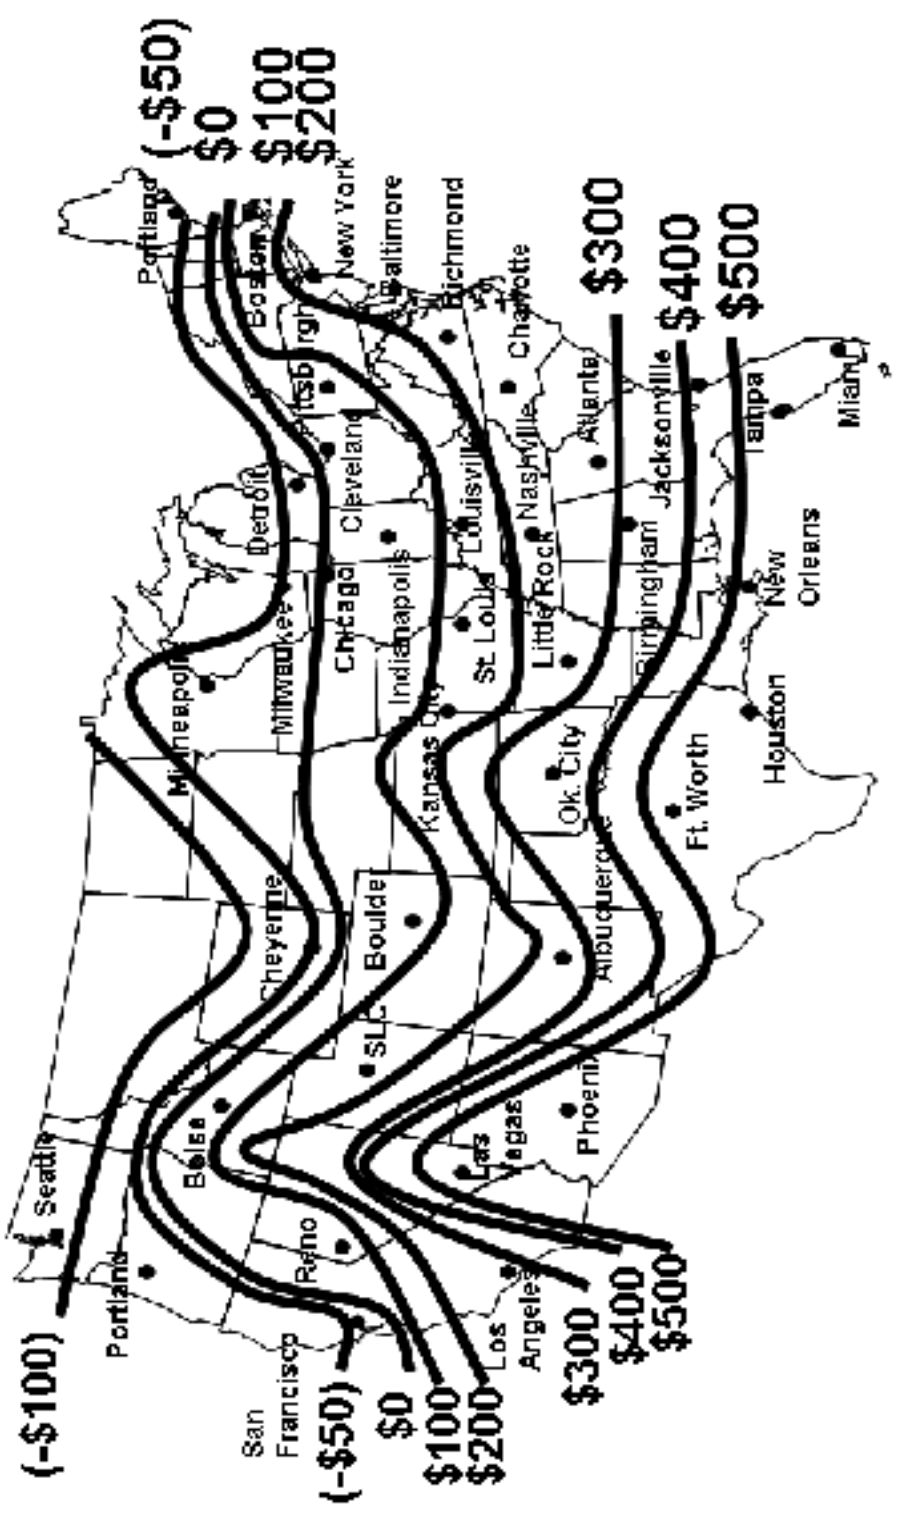 (-$100)
Seattle
Portland
San
Francisco
(-$50)
$0
$100
$200
Reno
Boise
Los
Angeles
$300
$400
$500
Las
Vegas
Phoenix
SLC
Cheyenne
Boulder
Albuquerque
Minneapolis
Milwaukee
Chicago
Indianapolis
Kansas City
St. Louis
Little Rock
Ok. City
Ft. Worth
Houston
New
Orleans
Detroit
Cleveland
Louisville
Nashville
Birmingham
Atlanta
Jacksonville
Tampa
Miami
Portland
Boston
New York
Baltimore
Richmond
Charlotte
(-$50)
$0
$100
$200
$300
$400
$500